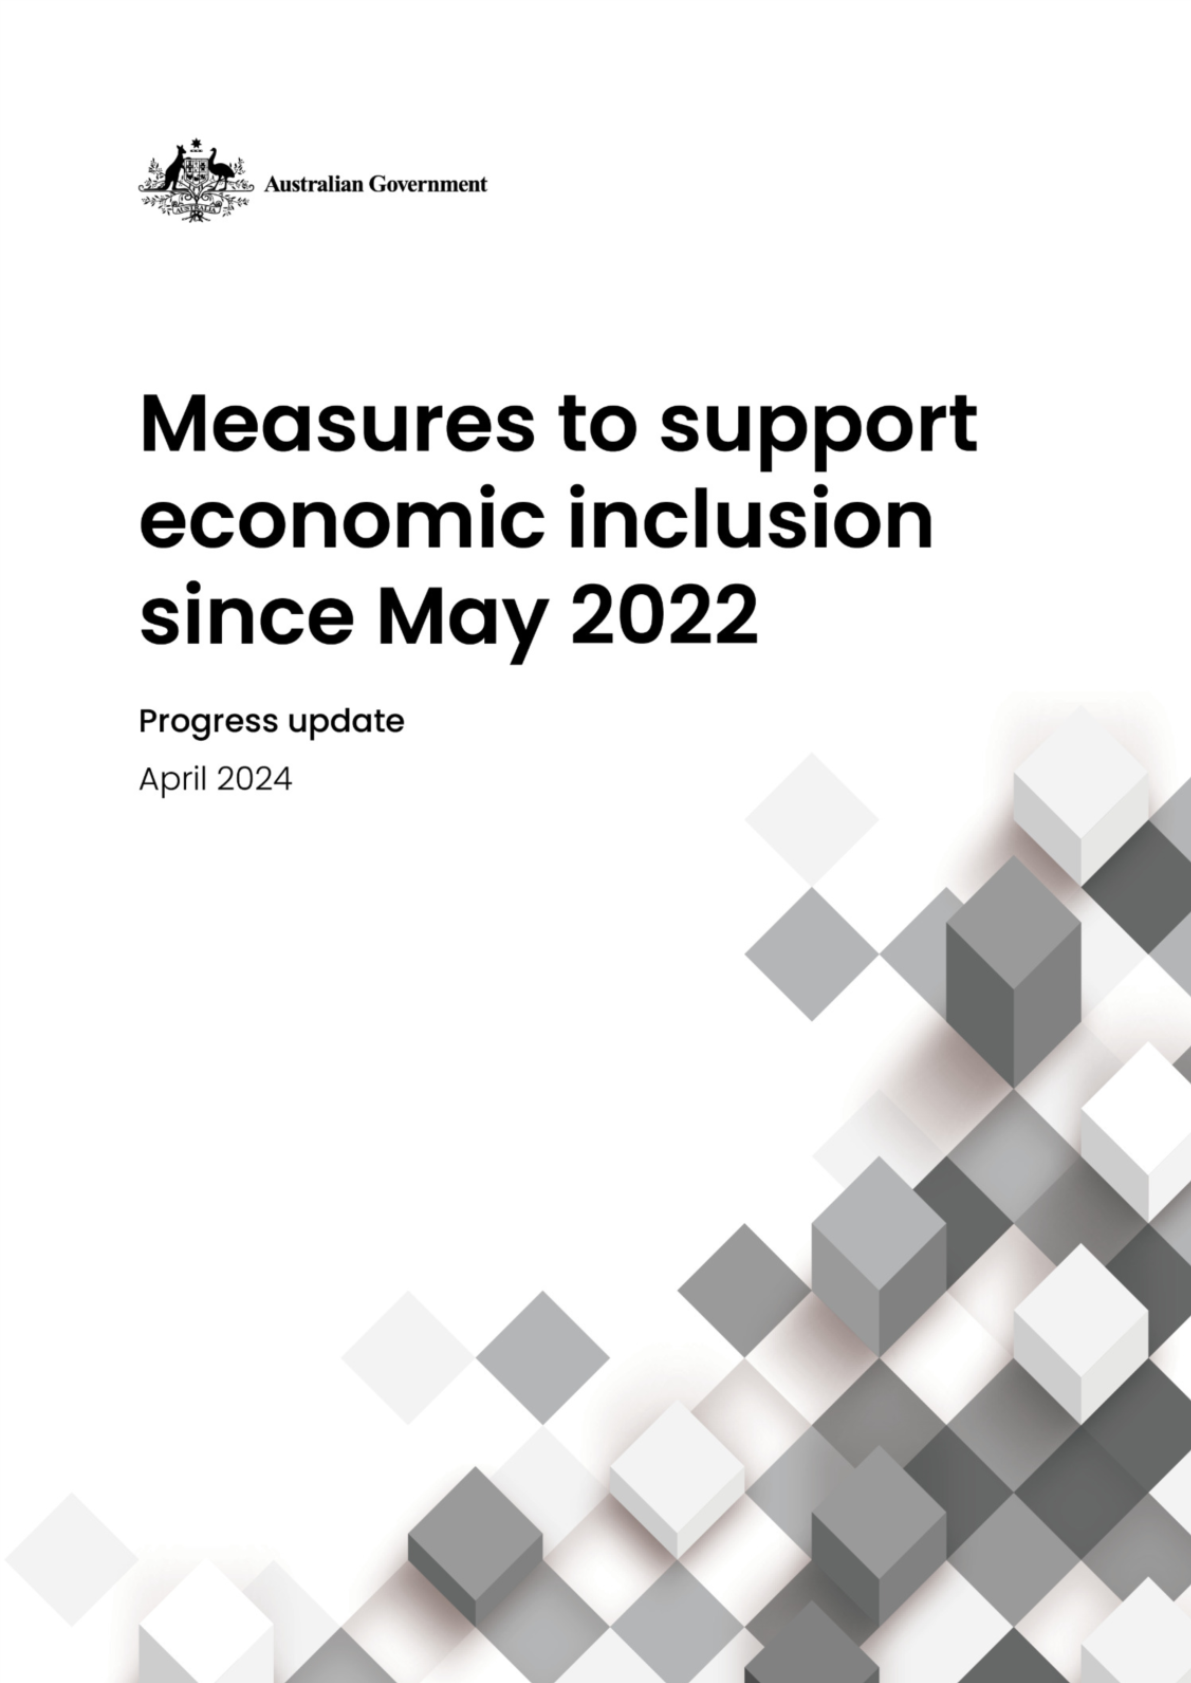 Australian Government
Measures to support
economic inclusion
since May 2022
Progress update
April 2024